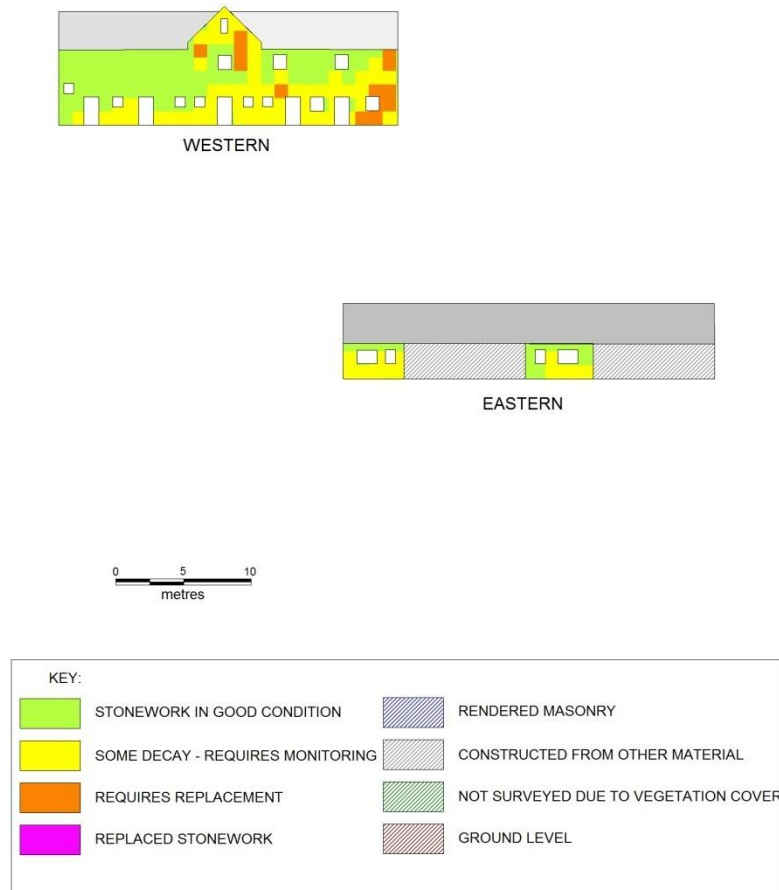 WESTERN
EASTERN
0 5 10
metres
KEY:
STONEWORK IN GOOD CONDITION
SOME DECAY - REQUIRES MONITORING
REQUIRES REPLACEMENT
REPLACED STONEWORK
RENDERED MASONRY
CONSTRUCTED FROM OTHER MATERIAL
NOT SURVEYED DUE TO VEGETATION COVER
GROUND LEVEL